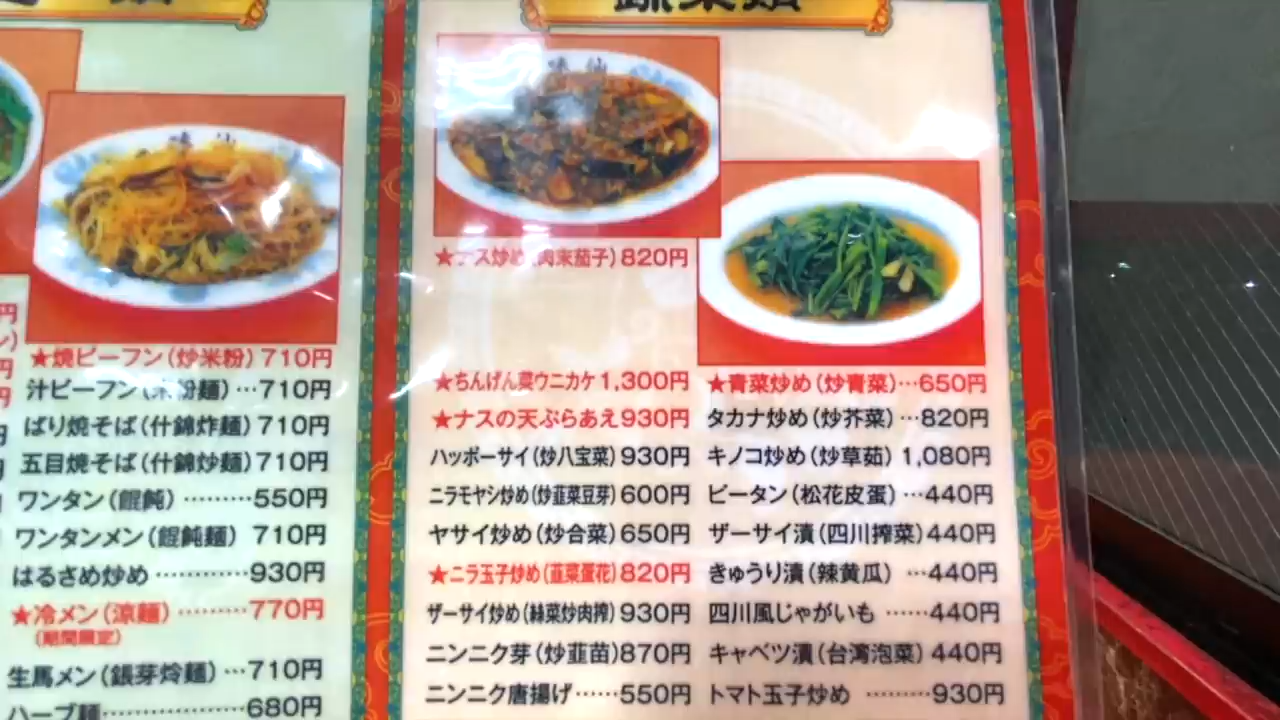 味仙
★焼ビーフン(炒米粉)710円
汁ビーフン(米粉麺)…710円
ばり焼そば(什錦炸麺)710円
五目焼そば(什錦炒麺)710円
ワンタン(餛飩)………550円
ワンタンメン(餛飩麺)710円
はるさめ炒め…………930円
★冷メン(涼麺)………770円
(期間限定)
生馬メン(鋹芽炩麺)…710円
ハーブ麺……………680円
味仙
★ナス炒め(肉末茄子)820円
★ちんげん菜ウニカケ1,300円
★ナスの天ぷらあえ930円
ハッポーサイ(炒八宝菜)930円
ニラモヤシ炒め(炒韮菜豆芽)600円
ヤサイ炒め(炒合菜)650円
★ニラ玉子炒め(韮菜蛋花)820円
ザーサイ炒め(絲菜炒肉搾)930円
ニンニク芽(炒韮苗)870円
ニンニク唐揚げ……550円
★青菜炒め(炒青菜)…650円
タカナ炒め(炒芥菜)…820円
キノコ炒め(炒草茹)1,080円
ピータン(松花皮蛋)…440円
ザーサイ漬(四川搾菜)440円
きゅうり漬(辣黄瓜)…440円
四川風じゃがいも……440円
キャベツ漬(台湾泡菜)440円
トマト玉子炒め………930円